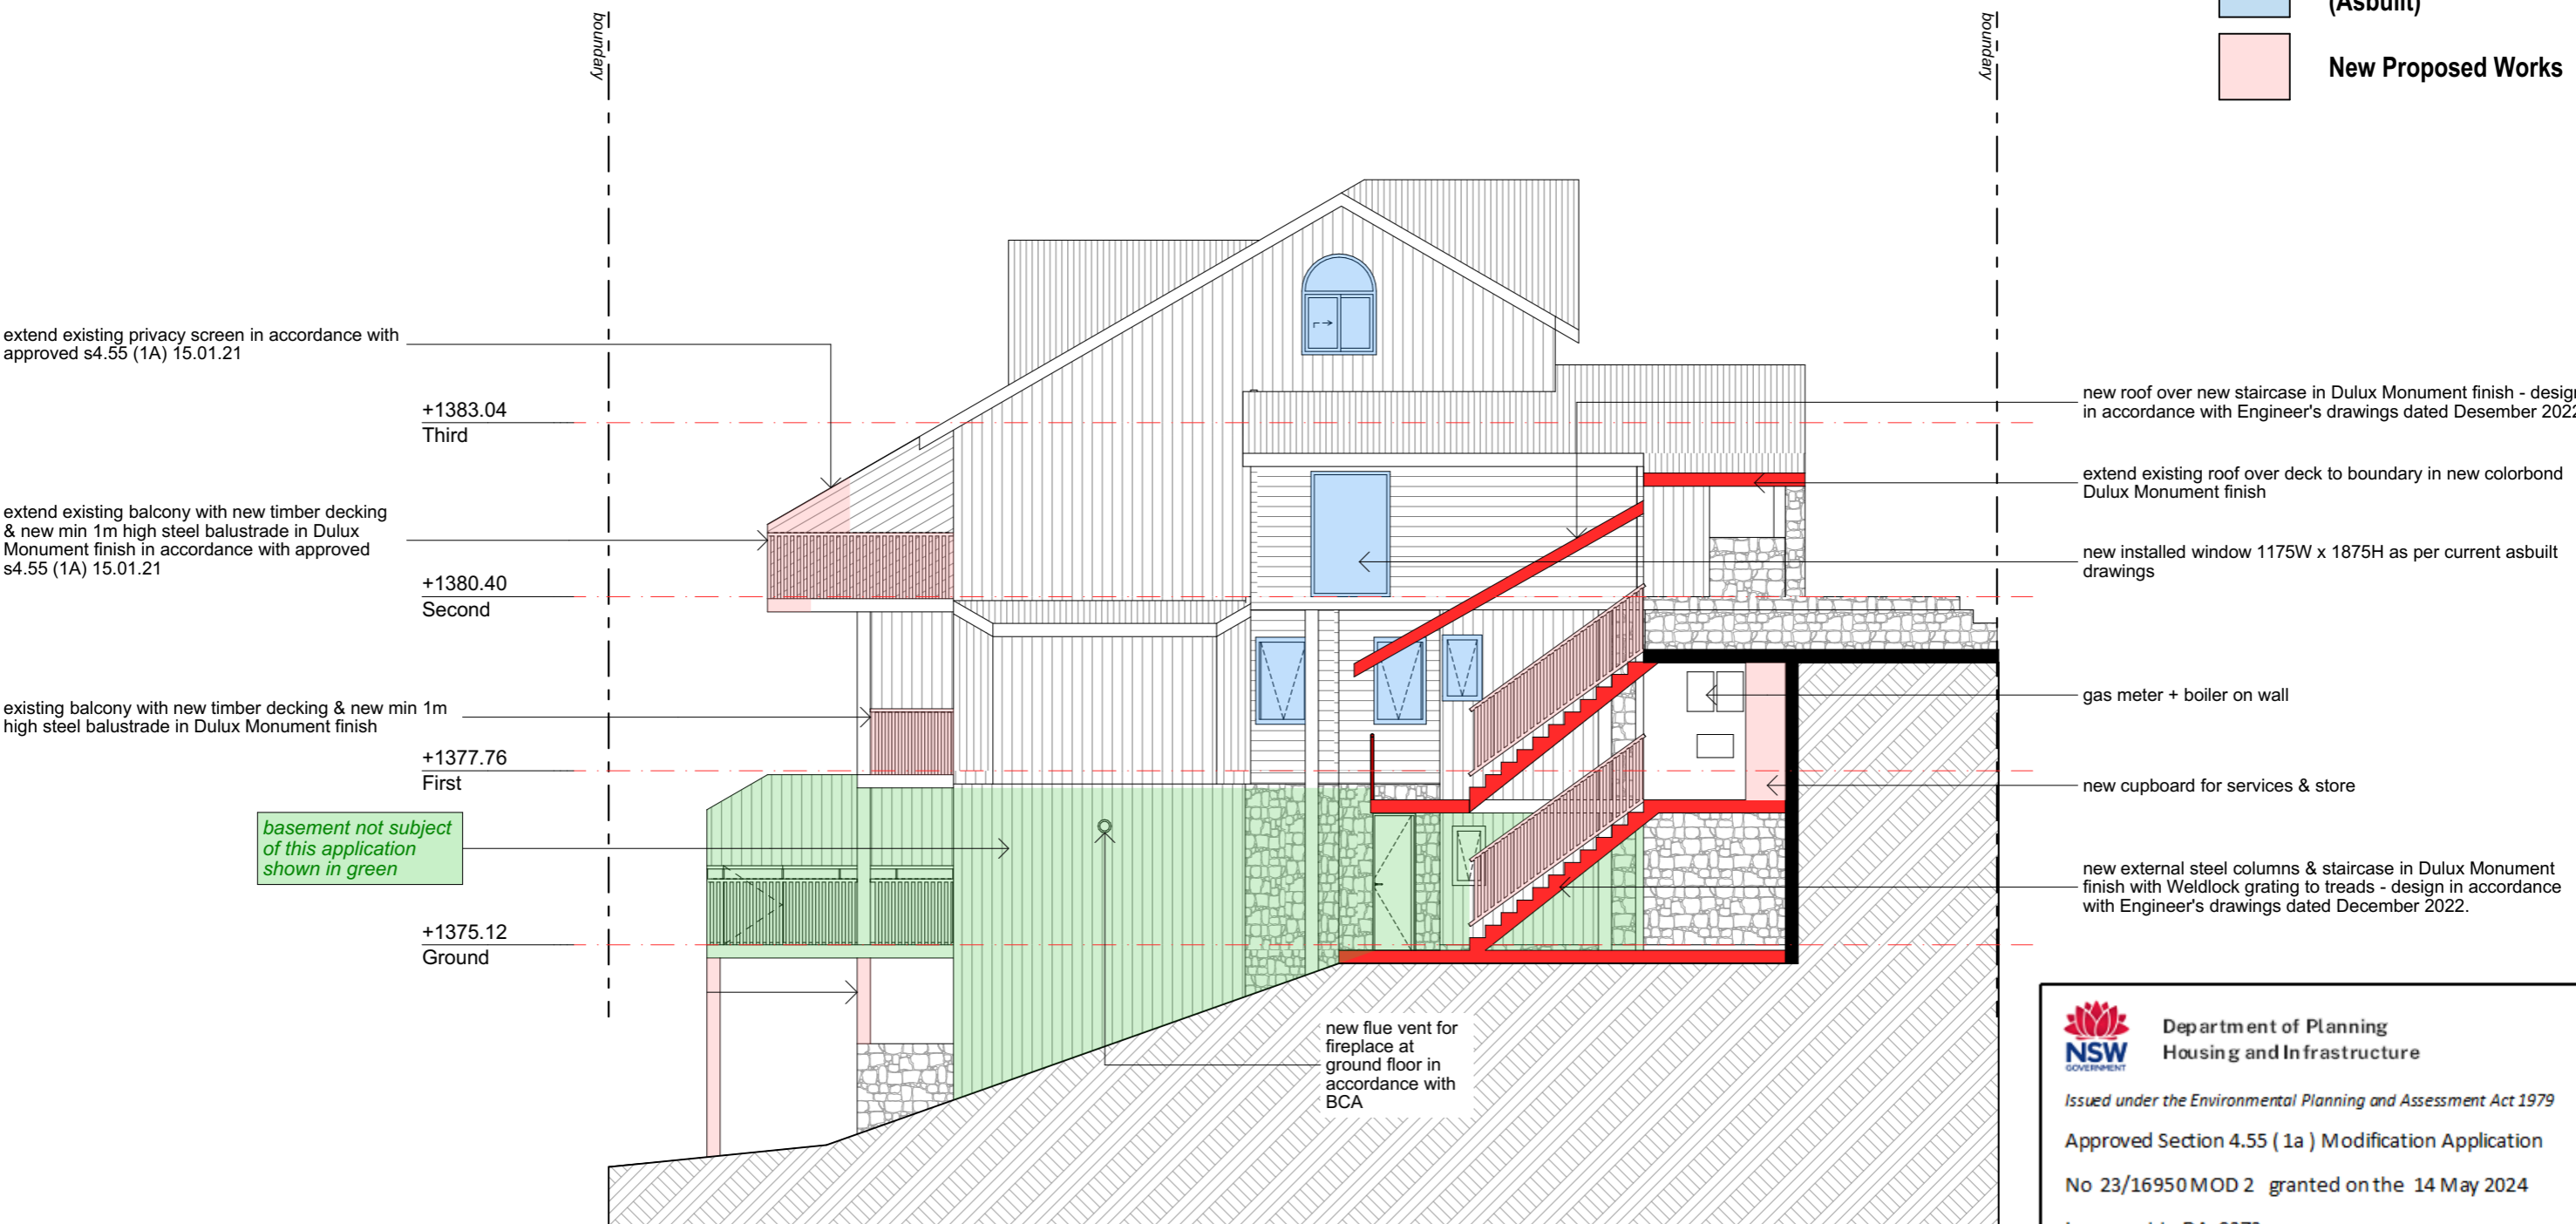 boundary
boundary
(Asbuilt)
New Proposed Works
extend existing privacy screen in accordance with
approved s4.55 (1A) 15.01.21
+1383.04
Third
extend existing balcony with new timber decking
& new min 1m high steel balustrade in Dulux
Monument finish in accordance with approved
s4.55 (1A) 15.01.21
+1380.40
Second
existing balcony with new timber decking & new min 1m
high steel balustrade in Dulux Monument finish
+1377.76
First
basement not subject
of this application
shown in green
+1375.12
Ground
new flue vent for
fireplace at
ground floor in
accordance with
BCA
new roof over new staircase in Dulux Monument finish - design
in accordance with Engineer's drawings dated Desember 2022
extend existing roof over deck to boundary in new colorbond
Dulux Monument finish
new installed window 1175W x 1875H as per current asbuilt
drawings
gas meter + boiler on wall
new cupboard for services & store
new external steel columns & staircase in Dulux Monument
finish with Weldlock grating to treads - design in accordance
with Engineer's drawings dated December 2022.
NSW
GOVERNMENT
Department of Planning
Housing and Infrastructure
Issued under the Environmental Planning and Assessment Act 1979
Approved Section 4.55 ( 1a ) Modification Application
No 23/16950 MOD 2 granted on the 14 May 2024